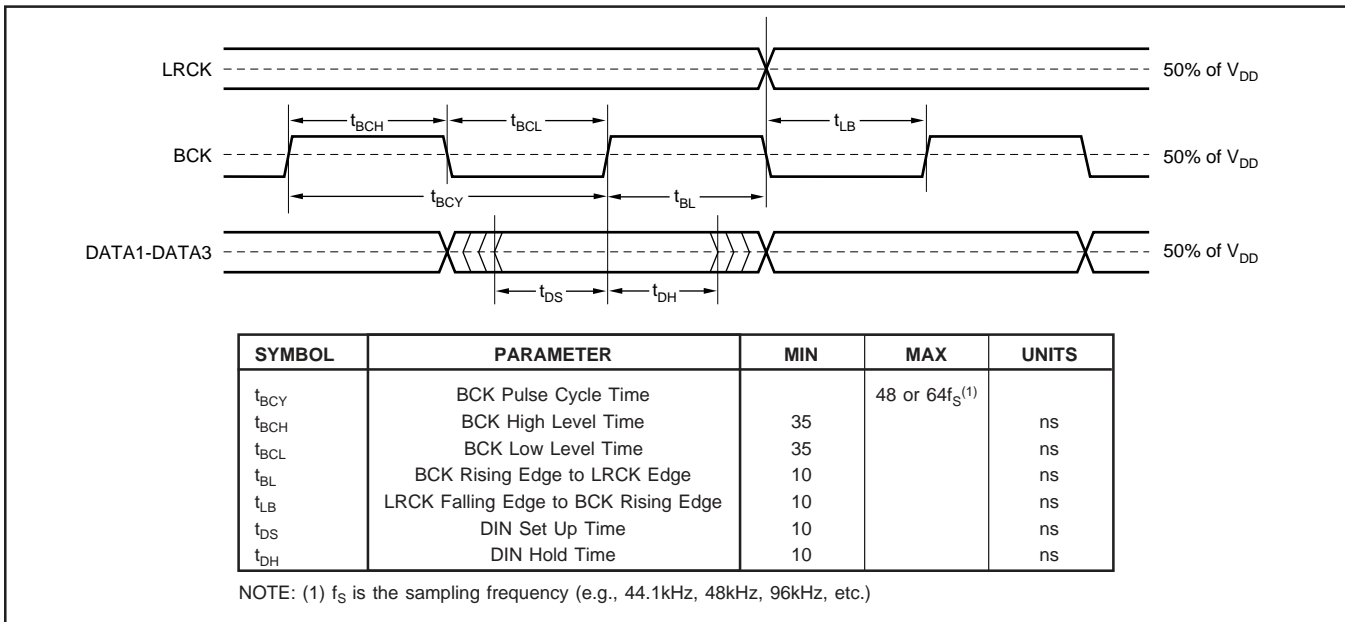 LRCK
50% of VDD
tBCH
tBCL
tLB
BCK
50% of VDD
tBCY
tBL
DATA1-DATA3
50% of VDD
tDS
tDH
SYMBOL PARAMETER MIN MAX UNITS
tBCY BCK Pulse Cycle Time 48 or 64fS(1)
tBCH BCK High Level Time 35 ns
tBCL BCK Low Level Time 35 ns
tBL BCK Rising Edge to LRCK Edge 10 ns
tLB LRCK Falling Edge to BCK Rising Edge 10 ns
tDS DIN Set Up Time 10 ns
tDH DIN Hold Time 10 ns
NOTE: (1) fS is the sampling frequency (e.g., 44.1kHz, 48kHz, 96kHz, etc.)